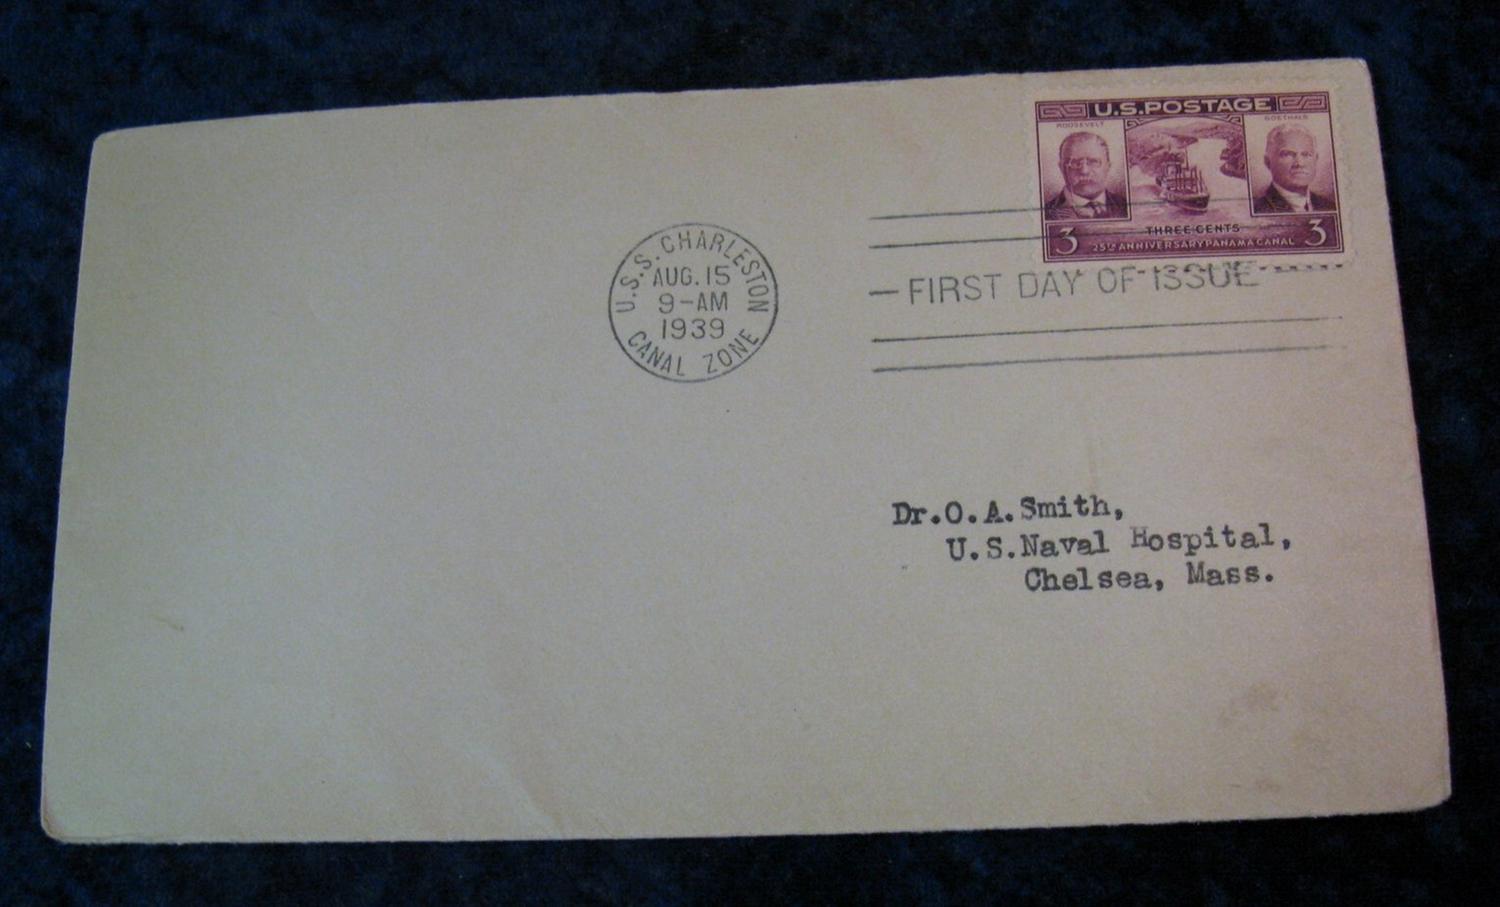 U.S.POSTAGE
ROOSEVELT
GOETHALS
3 THREE CENTS 3
25th ANNIVERSARY PANAMA CANAL
U.S.S. CHARLESTON
AUG. 15
9-AM
1939
CANAL ZONE
FIRST DAY OF ISSUE
Dr.O.A.Smith,
U.S.Naval Hospital,
Chelsea, Mass.